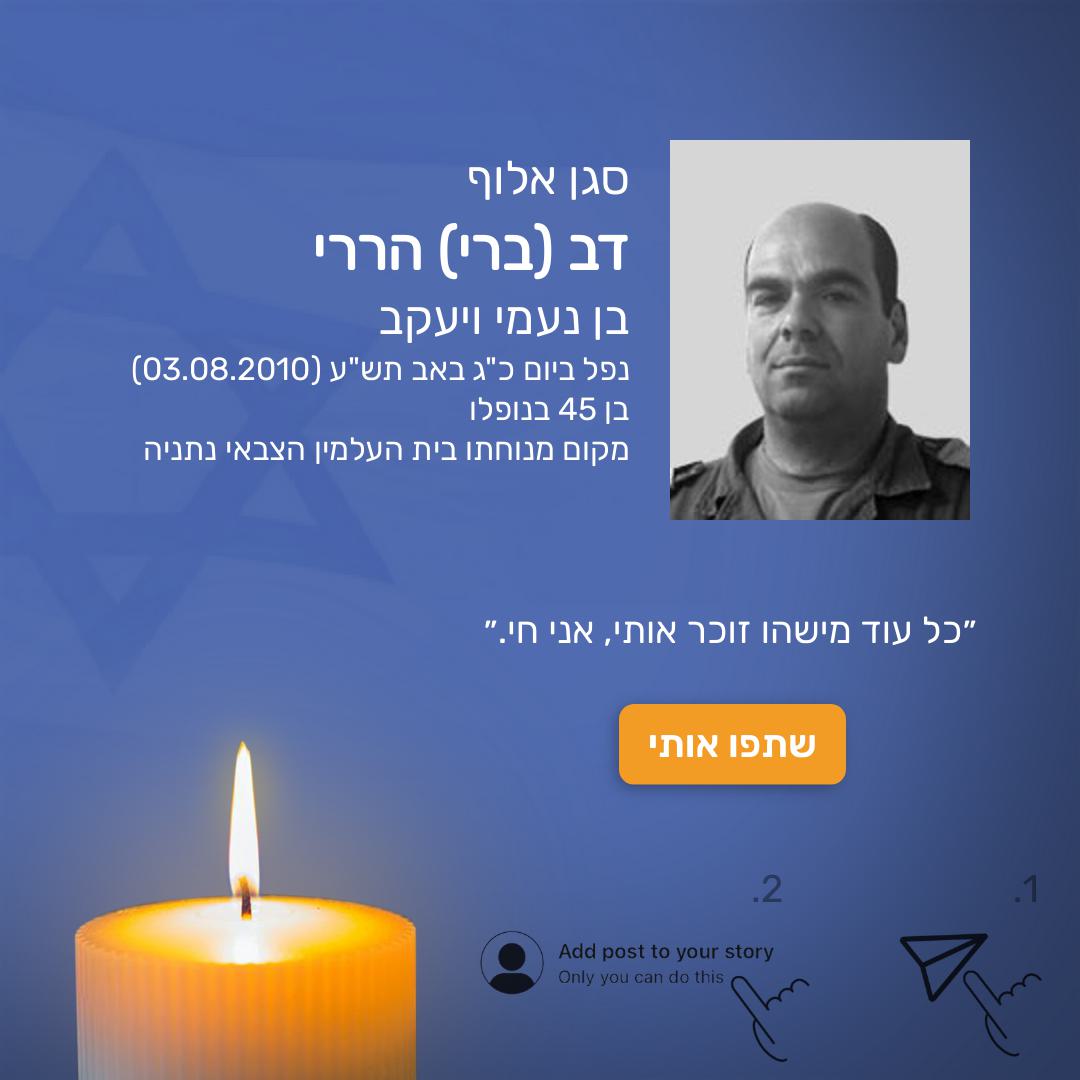 סגן אלוף
דב (ברי) הררי
בן נעמי ויעקב
נפל ביום כ"ג באב תש"ע (03.08.2010)
בן 45 בנופלו
מקום מנוחתו בית העלמין הצבאי נתניה
״כל עוד מישהו זוכר אותי, אני חי.״
שתפו אותי
.1
.2
Add post to your story
Only you can do this